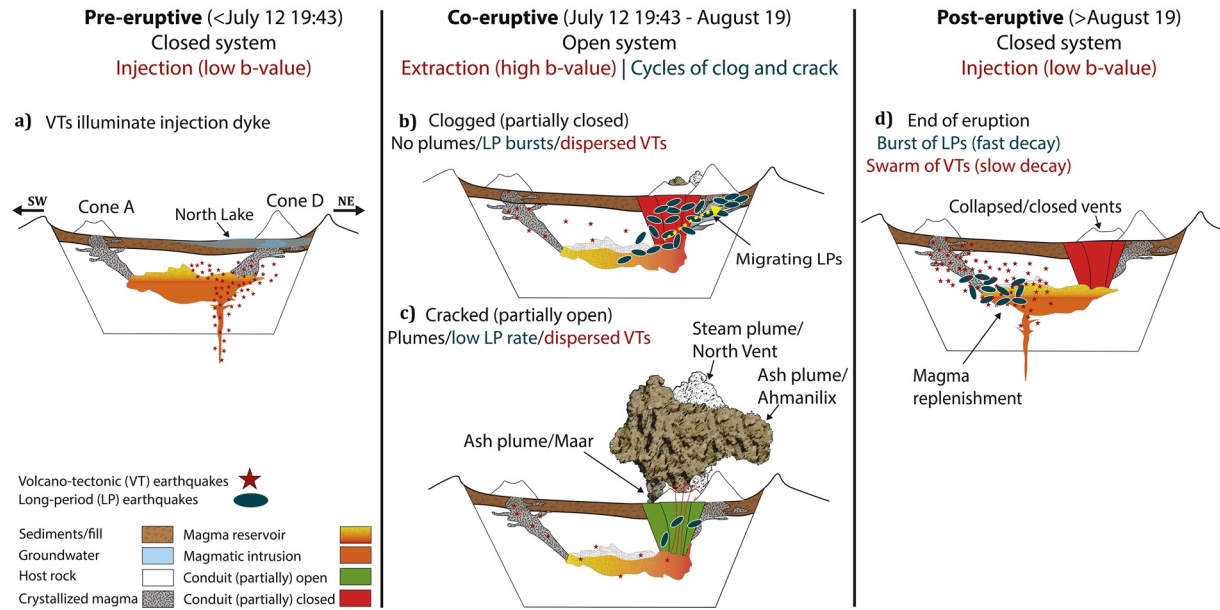 Pre-eruptive (<July 12 19:43)
Closed system
Injection (low b-value)
a) VTs illuminate injection dyke
SW
Cone A
North Lake
Cone D
NE
Volcano-tectonic (VT) earthquakes
Long-period (LP) earthquakes
Sediments/fill
Magma reservoir
Groundwater
Magmatic intrusion
Host rock
Conduit (partially) open
Crystallized magma
Conduit (partially) closed
Co-eruptive (July 12 19:43 - August 19)
Open system
Extraction (high b-value) | Cycles of clog and crack
b) Clogged (partially closed)
No plumes/LP bursts/dispersed VTs
Migrating LPs
c) Cracked (partially open)
Plumes/low LP rate/dispersed VTs
Steam plume/
North Vent
Ash plume/
Ahmanilix
Ash plume/Maar
Post-eruptive (>August 19)
Closed system
Injection (low b-value)
d) End of eruption
Burst of LPs (fast decay)
Swarm of VTs (slow decay)
Collapsed/closed vents
Magma
replenishment